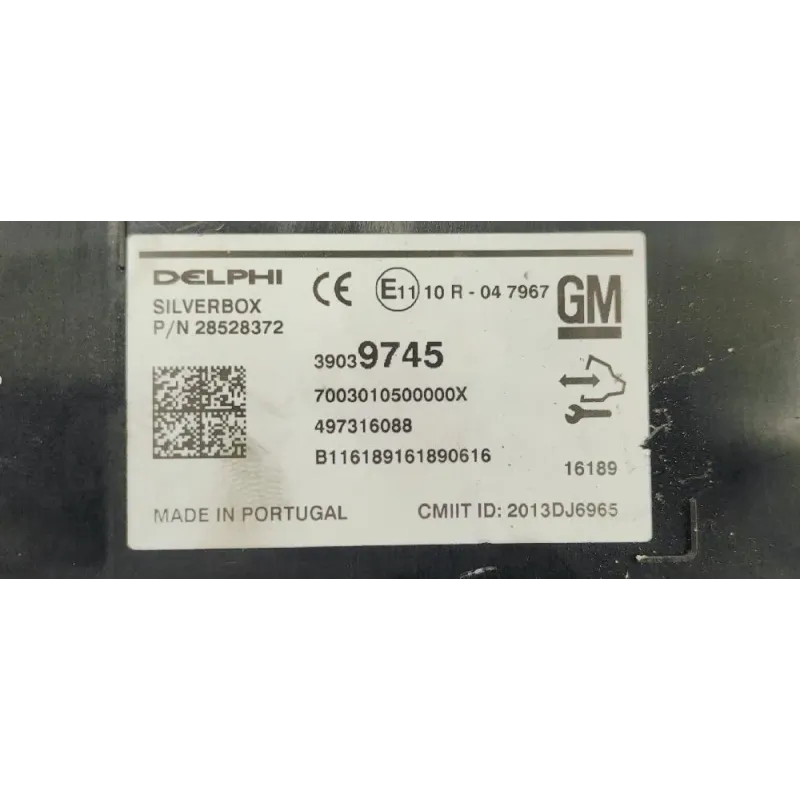 DELPHI
SILVERBOX
P/N 28528372
CE E11 10 R - 04 7967
GM
39039745
7003010500000X
497316088
B116189161890616
16189
MADE IN PORTUGAL
CMIIT ID: 2013DJ6965